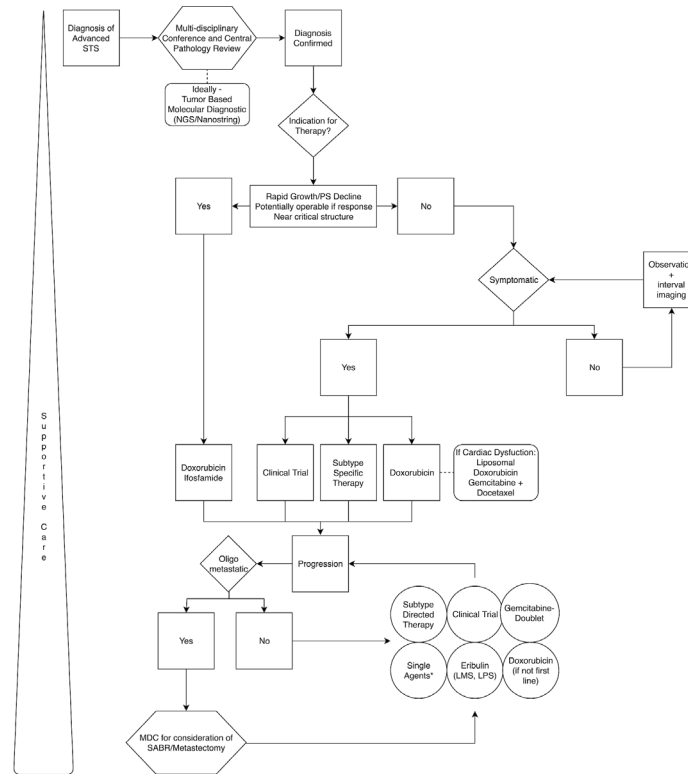 Diagnosis of
Advanced
STS
Multi-disciplinary
Conference and Central
Pathology Review
Diagnosis
Confirmed
Ideally -
Tumor Based
Molecular Diagnostic
(NGS/Nanostring)
Indication for
Therapy?
Yes
Rapid Growth/PS Decline
Potentially operable if response
Near critical structure
No
Symptomatic
Observation
+
interval
imaging
Yes
No
Supportive Care
Doxorubicin
Ifosfamide
Clinical Trial
Subtype
Specific
Therapy
Doxorubicin
If Cardiac Dysfuction:
Liposomal
Doxorubicin
Gemcitabine +
Docetaxel
Oligo
metastatic
Progression
Yes
No
Subtype
Directed
Therapy
Clinical Trial
Gemcitabine-
Doublet
Single
Agents*
Eribulin
(LMS, LPS)
Doxorubicin
(if not first
line)
MDC for consideration of
SABR/Metastectomy